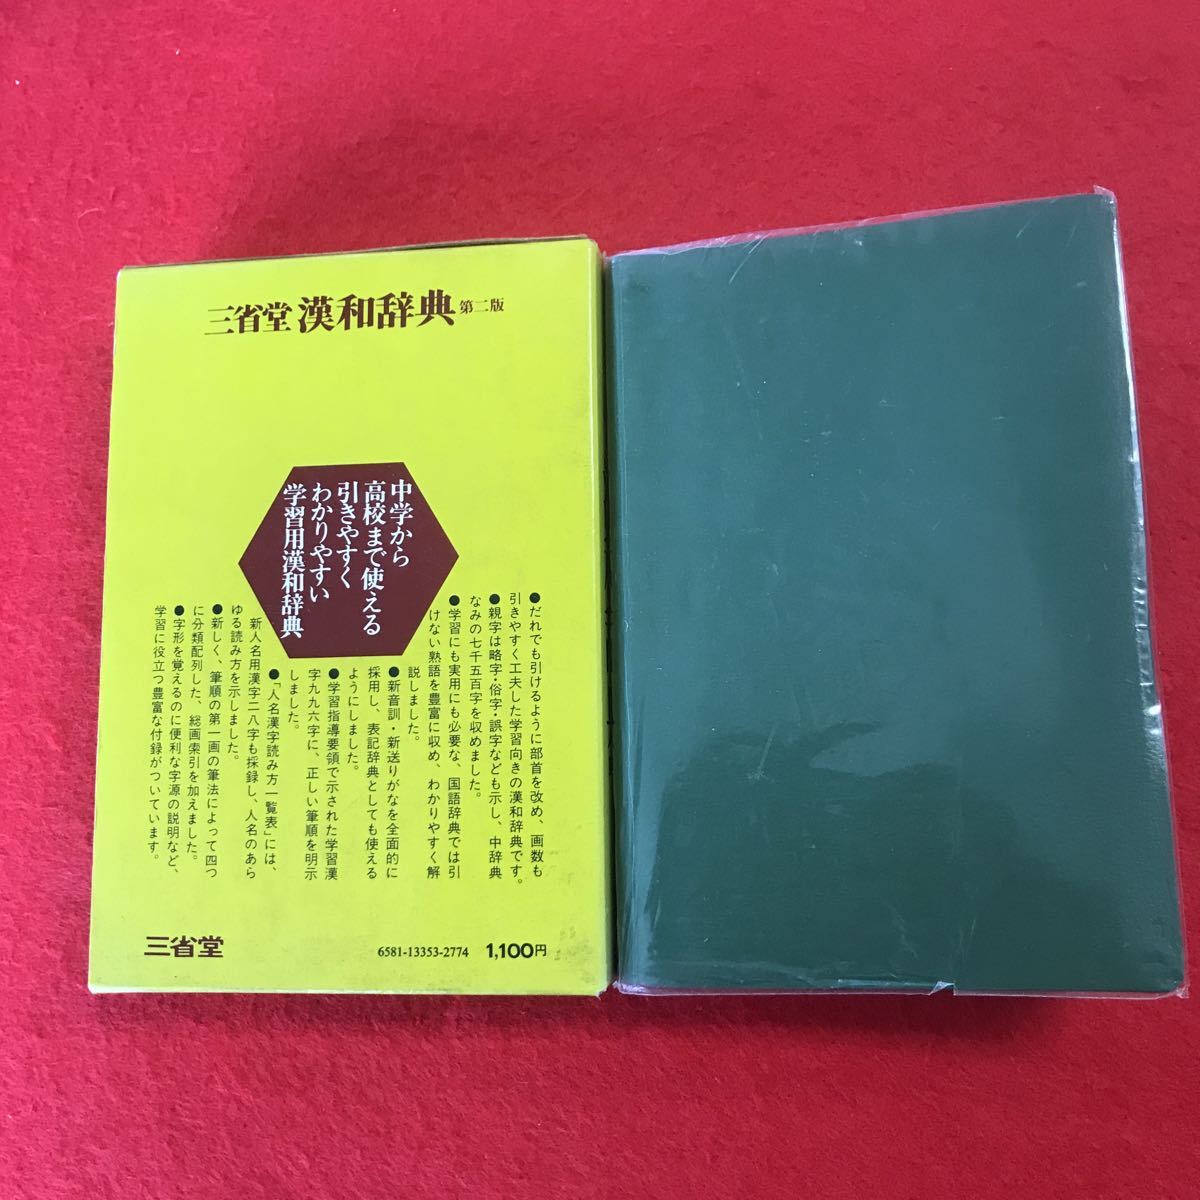 三省堂 漢和辞典 第二版
中学から
高校まで使える
引きやすく
わかりやすい
学習用漢和辞典
●だれでも引けるように部首を改め、画数も
引きやすく工夫した学習向きの漢和辞典です。
●親字は略字・俗字・誤字なども示し、中辞典
なみの七千五百字を収めました。
●学習にも実用にも必要な、国語辞典では引
けない熟語を豊富に収め、わかりやすく解
説しました。
●新音訓・新送りがなを全面的に
採用し、表記辞典としても使える
ようにしました。
●学習指導要領で示された学習漢
字九九六字に、正しい筆順を明示
しました。
●「人名漢字読み方一覧表」には、
新人名用漢字二八字も採録し、人名のあら
ゆる読み方を示しました。
●新しく、筆順の第一画の筆法によって四つ
に分類配列した、総画索引を加えました。
●字形を覚えるのに便利な字源の説明など、
学習に役立つ豊富な付録がついています。
三省堂
6581-13353-2774 1,100円